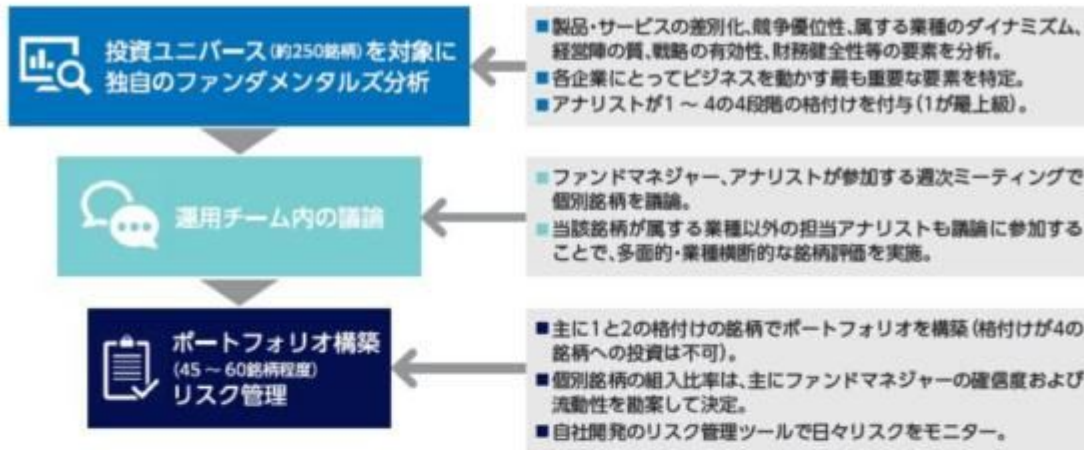 投資ユニバース(約250銘柄)を対象に
独自のファンダメンタルズ分析
■製品・サービスの差別化、競争優位性、属する業種のダイナミズム、
経営陣の質、戦略の有効性、財務健全性等の要素を分析。
■各企業にとってビジネスを動かす最も重要な要素を特定。
■アナリストが1～4の4段階の格付けを付与(1が最上級)。
運用チーム内の議論
■ファンドマネジャー、アナリストが参加する週次ミーティングで
個別銘柄を議論。
■当該銘柄が属する業種以外の担当アナリストも議論に参加する
ことで、多面的・業種横断的な銘柄評価を実施。
ポートフォリオ構築
(45～60銘柄程度)
リスク管理
■主に1と2の格付けの銘柄でポートフォリオを構築(格付けが4の
銘柄への投資は不可)。
■個別銘柄の組入比率は、主にファンドマネジャーの確信度および
流動性を勘案して決定。
■自社開発のリスク管理ツールで日々リスクをモニター。